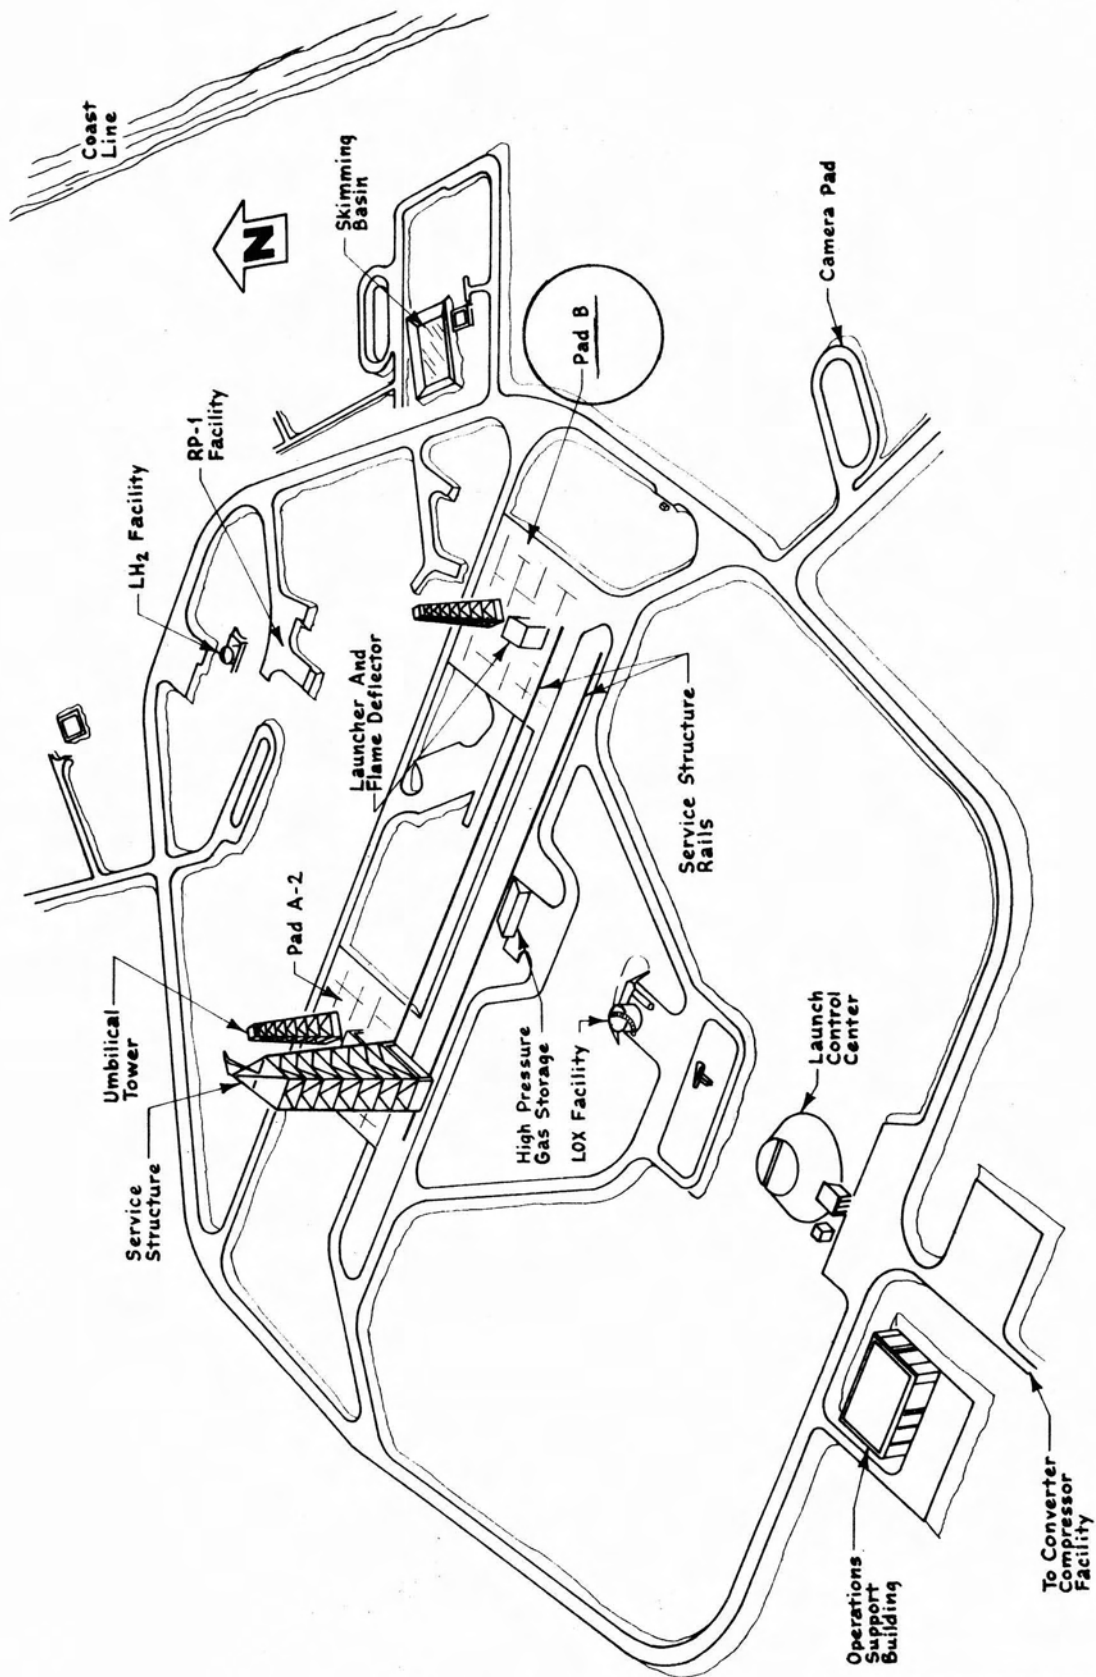 Coast
Line
N
Skimming
Basin
RP-1
Facility
LH2 Facility
Pad B
Camera Pad
Launcher And
Flame Deflector
Pad A-2
Umbilical
Tower
Service
Structure
Service Structure
Rails
High Pressure
Gas Storage
LOX Facility
Launch
Control
Center
Operations
Support
Building
To Converter
Compressor
Facility